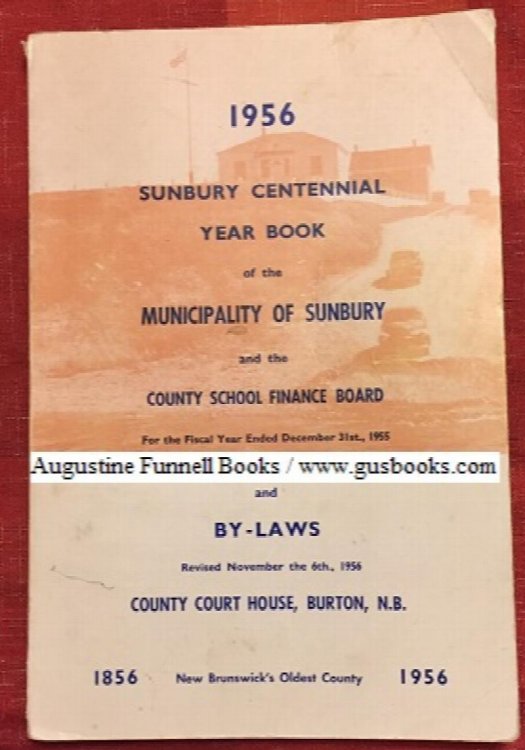 1956
SUNBURY CENTENNIAL
YEAR BOOK
of the
MUNICIPALITY OF SUNBURY
and the
COUNTY SCHOOL FINANCE BOARD
For the Fiscal Year Ended December 31st., 1955
Augustine Funnell Books / www.gusbooks.com
and
BY-LAWS
Revised November the 6th., 1956
COUNTY COURT HOUSE, BURTON, N.B.
1856 New Brunswick's Oldest County 1956